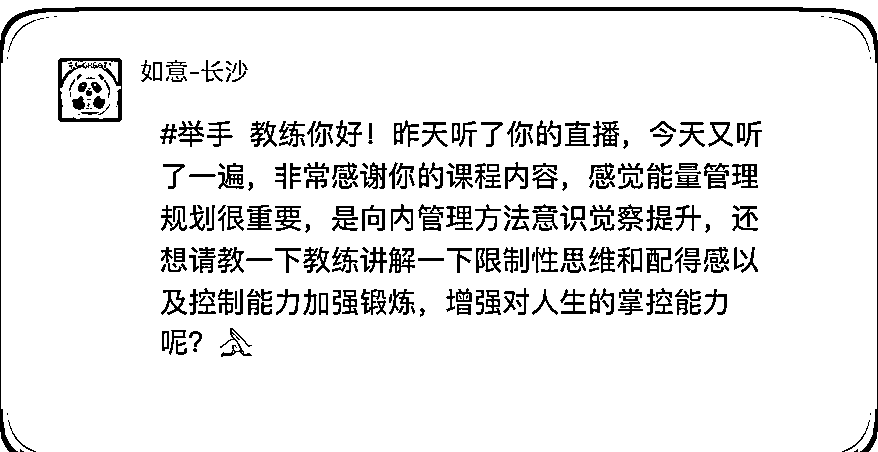 如意-长沙
#举手 教练你好！昨天听了你的直播，今天又听
了一遍，非常感谢你的课程内容，感觉能量管理
规划很重要，是向内管理方法意识觉察提升，还
想请教一下教练讲解一下限制性思维和配得感以
及控制能力加强锻炼，增强对人生的掌控能力
呢？🙏